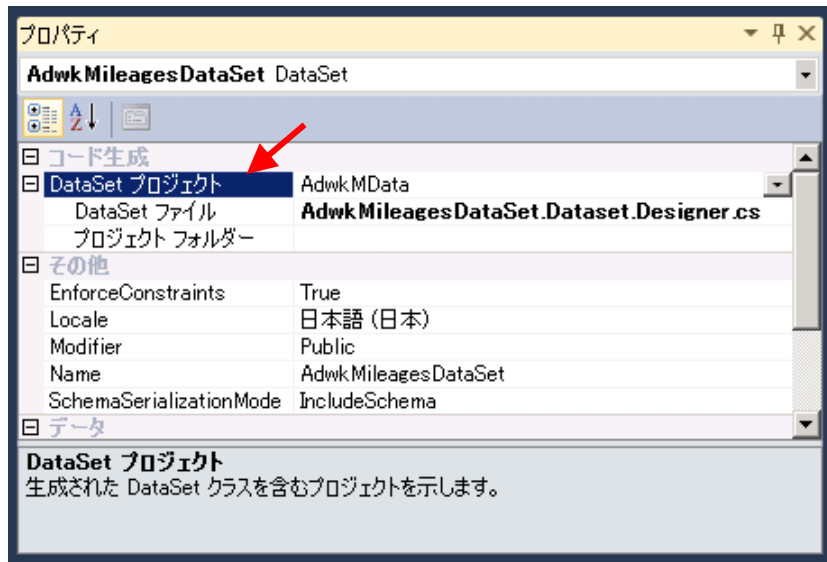 プロパティ
AdwkMileagesDataSet DataSet
コード生成
DataSet プロジェクト AdwkMData
DataSet ファイル AdwkMileagesDataSet.Dataset.Designer.cs
プロジェクト フォルダー
その他
EnforceConstraints True
Locale 日本語 (日本)
Modifier Public
Name AdwkMileagesDataSet
SchemaSerializationMode IncludeSchema
データ
DataSet プロジェクト
生成された DataSet クラスを含むプロジェクトを示します。